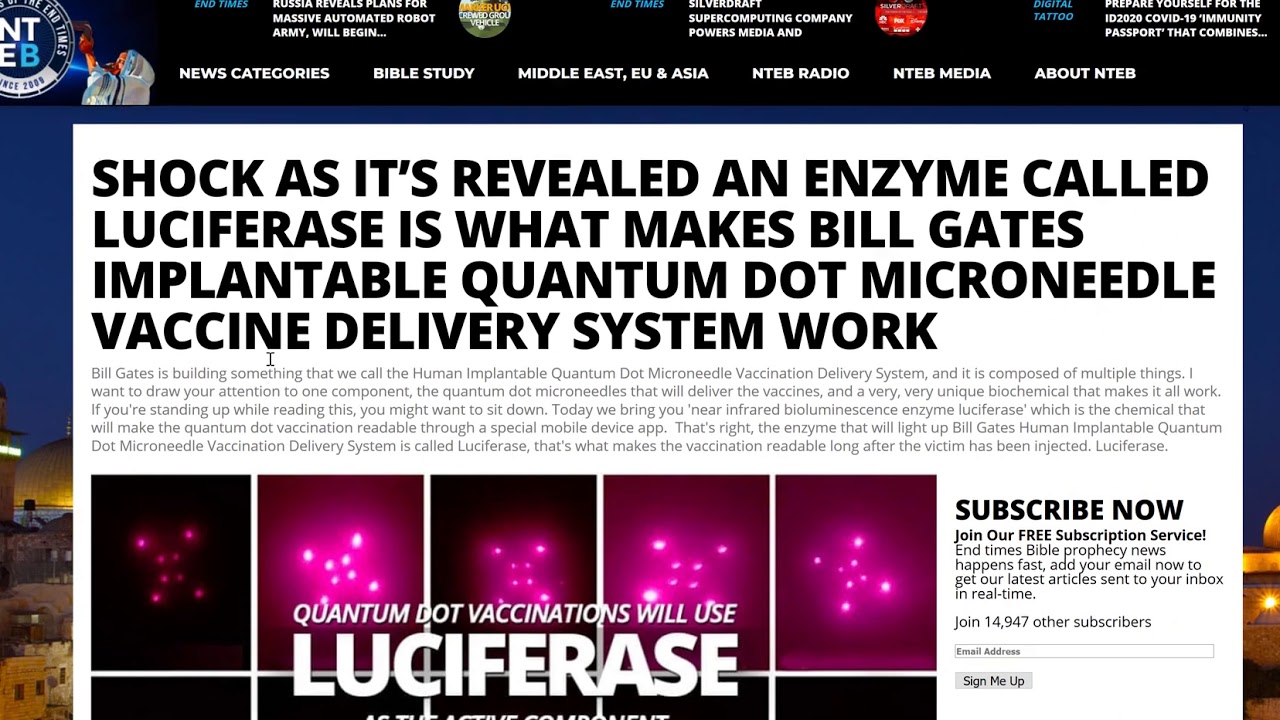 END TIMES
RUSSIA REVEALS PLANS FOR
MASSIVE AUTOMATED ROBOT
ARMY, WILL BEGIN...
END TIMES
SILVERDRAFT
SUPERCOMPUTING COMPANY
POWERS MEDIA AND
DIGITAL
TATTOO
PREPARE YOURSELF FOR THE
ID2020 COVID-19 ‘IMMUNITY
PASSPORT’ THAT COMBINES...
NT
EB
SINCE 2009
NEWS CATEGORIES
BIBLE STUDY
MIDDLE EAST, EU & ASIA
NTEB RADIO
NTEB MEDIA
ABOUT NTEB
SHOCK AS IT’S REVEALED AN ENZYME CALLED
LUCIFERASE IS WHAT MAKES BILL GATES
IMPLANTABLE QUANTUM DOT MICRONEEDLE
VACCINE DELIVERY SYSTEM WORK
Bill Gates is building something that we call the Human Implantable Quantum Dot Microneedle Vaccination Delivery System, and it is composed of multiple things. I
want to draw your attention to one component, the quantum dot microneedles that will deliver the vaccines, and a very, very unique biochemical that makes it all work.
If you're standing up while reading this, you might want to sit down. Today we bring you 'near infrared bioluminescence enzyme luciferase' which is the chemical that
will make the quantum dot vaccination readable through a special mobile device app. That's right, the enzyme that will light up Bill Gates Human Implantable Quantum
Dot Microneedle Vaccination Delivery System is called Luciferase, that's what makes the vaccination readable long after the victim has been injected. Luciferase.
QUANTUM DOT VACCINATIONS WILL USE
LUCIFERASE
AS THE ACTIVE COMPONENT
SUBSCRIBE NOW
Join Our FREE Subscription Service!
End times Bible prophecy news
happens fast, add your email now to
get our latest articles sent to your inbox
in real-time.
Join 14,947 other subscribers
Email Address
Sign Me Up